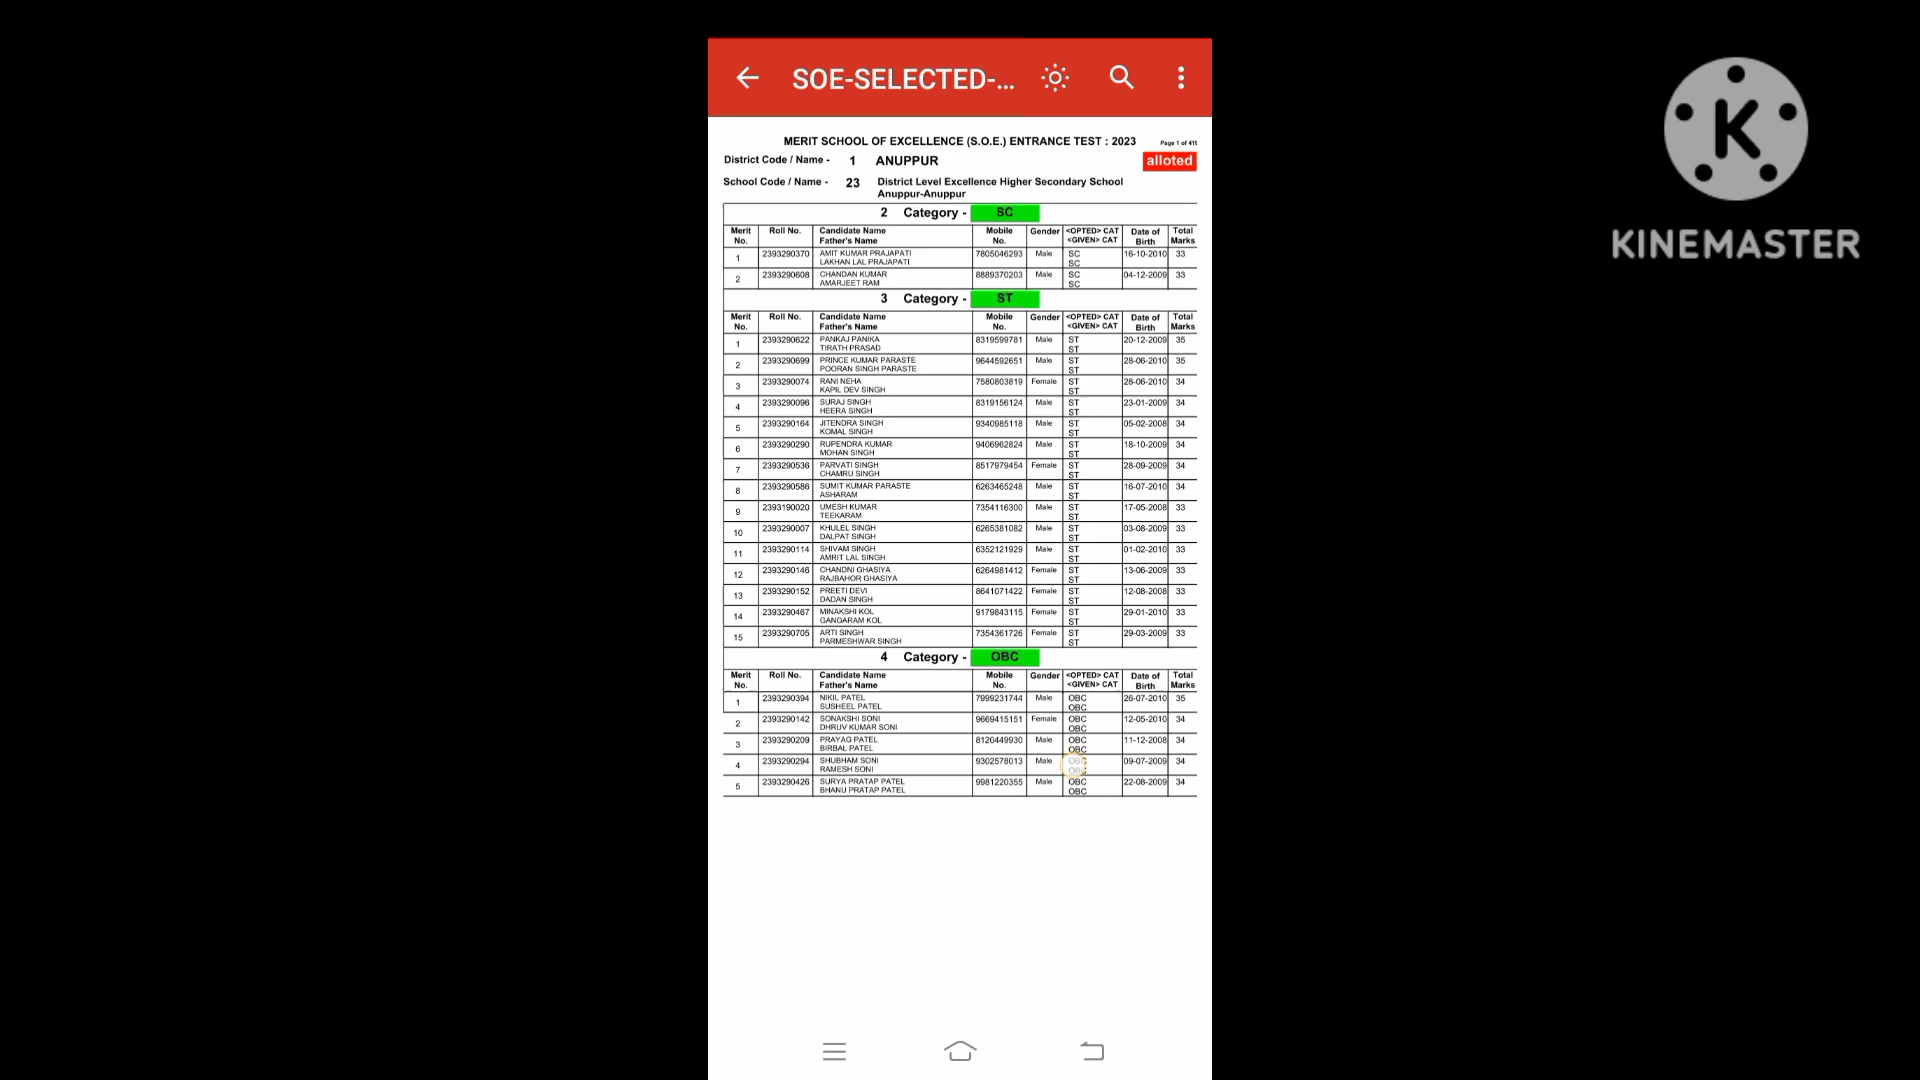 SOE-SELECTED-...
MERIT SCHOOL OF EXCELLENCE (S.O.E.) ENTRANCE TEST : 2023 Page 1 of 415
District Code / Name - 1 ANUPPUR alloted
School Code / Name - 23 District Level Excellence Higher Secondary School
Anuppur-Anuppur
2 Category - SC
Merit Roll No. Candidate Name Mobile Gender <OPTED> CAT Date of Total
No. Father's Name No. <GIVEN> CAT Birth Marks
1 2393290370 AMIT KUMAR PRAJAPATI 7805046293 Male SC 16-10-2010 33
LAKHAN LAL PRAJAPATI SC
2 2393290608 CHANDAN KUMAR 8889370203 Male SC 04-12-2009 33
AMARJEET RAM SC
3 Category - ST
Merit Roll No. Candidate Name Mobile Gender <OPTED> CAT Date of Total
No. Father's Name No. <GIVEN> CAT Birth Marks
1 2393290622 PANKAJ PANIKA 8319599781 Male ST 20-12-2009 35
TIRATH PRASAD ST
2 2393290699 PRINCE KUMAR PARASTE 9644592651 Male ST 28-06-2010 35
POORAN SINGH PARASTE ST
3 2393290074 RANI NEHA 7580803819 Female ST 28-06-2010 34
KAPIL DEV SINGH ST
4 2393290096 SURAJ SINGH 8319156124 Male ST 23-01-2009 34
HEERA SINGH ST
5 2393290164 JITENDRA SINGH 9340985118 Male ST 05-02-2008 34
KOMAL SINGH ST
6 2393290290 RUPENDRA KUMAR 9406962824 Male ST 18-10-2009 34
MOHAN SINGH ST
7 2393290536 PARVATI SINGH 8517979454 Female ST 28-09-2009 34
CHAMRU SINGH ST
8 2393290586 SUMIT KUMAR PARASTE 6263465248 Male ST 16-07-2010 34
ASHARAM ST
9 2393190020 UMESH KUMAR 7354116300 Male ST 17-05-2008 33
TEEKARAM ST
10 2393290007 KHULEL SINGH 6265381082 Male ST 03-08-2009 33
DALPAT SINGH ST
11 2393290114 SHIVAM SINGH 6352121929 Male ST 01-02-2010 33
AMRIT LAL SINGH ST
12 2393290146 CHANDNI GHASIYA 6264981412 Female ST 13-06-2009 33
RAJBAHOR GHASIYA ST
13 2393290152 PREETI DEVI 8641071422 Female ST 12-08-2008 33
DADAN SINGH ST
14 2393290467 MINAKSHI KOL 9179843115 Female ST 29-01-2010 33
GANGARAM KOL ST
15 2393290705 ARTI SINGH 7354361726 Female ST 29-03-2009 33
PARMESHWAR SINGH ST
4 Category - OBC
Merit Roll No. Candidate Name Mobile Gender <OPTED> CAT Date of Total
No. Father's Name No. <GIVEN> CAT Birth Marks
1 2393290394 NIKIL PATEL 7999231744 Male OBC 26-07-2010 35
SUSHEEL PATEL OBC
2 2393290142 SONAKSHI SONI 9669415151 Female OBC 12-05-2010 34
DHRUV KUMAR SONI OBC
3 2393290209 PRAYAG PATEL 8120449930 Male OBC 11-12-2008 34
BIRBAL PATEL OBC
4 2393290294 SHUBHAM SONI 9302578013 Male OBC 09-07-2009 34
RAMESH SONI OBC
5 2393290426 SURYA PRATAP PATEL 9981220355 Male OBC 22-08-2009 34
BHANU PRATAP PATEL OBC
K
KINEMASTER